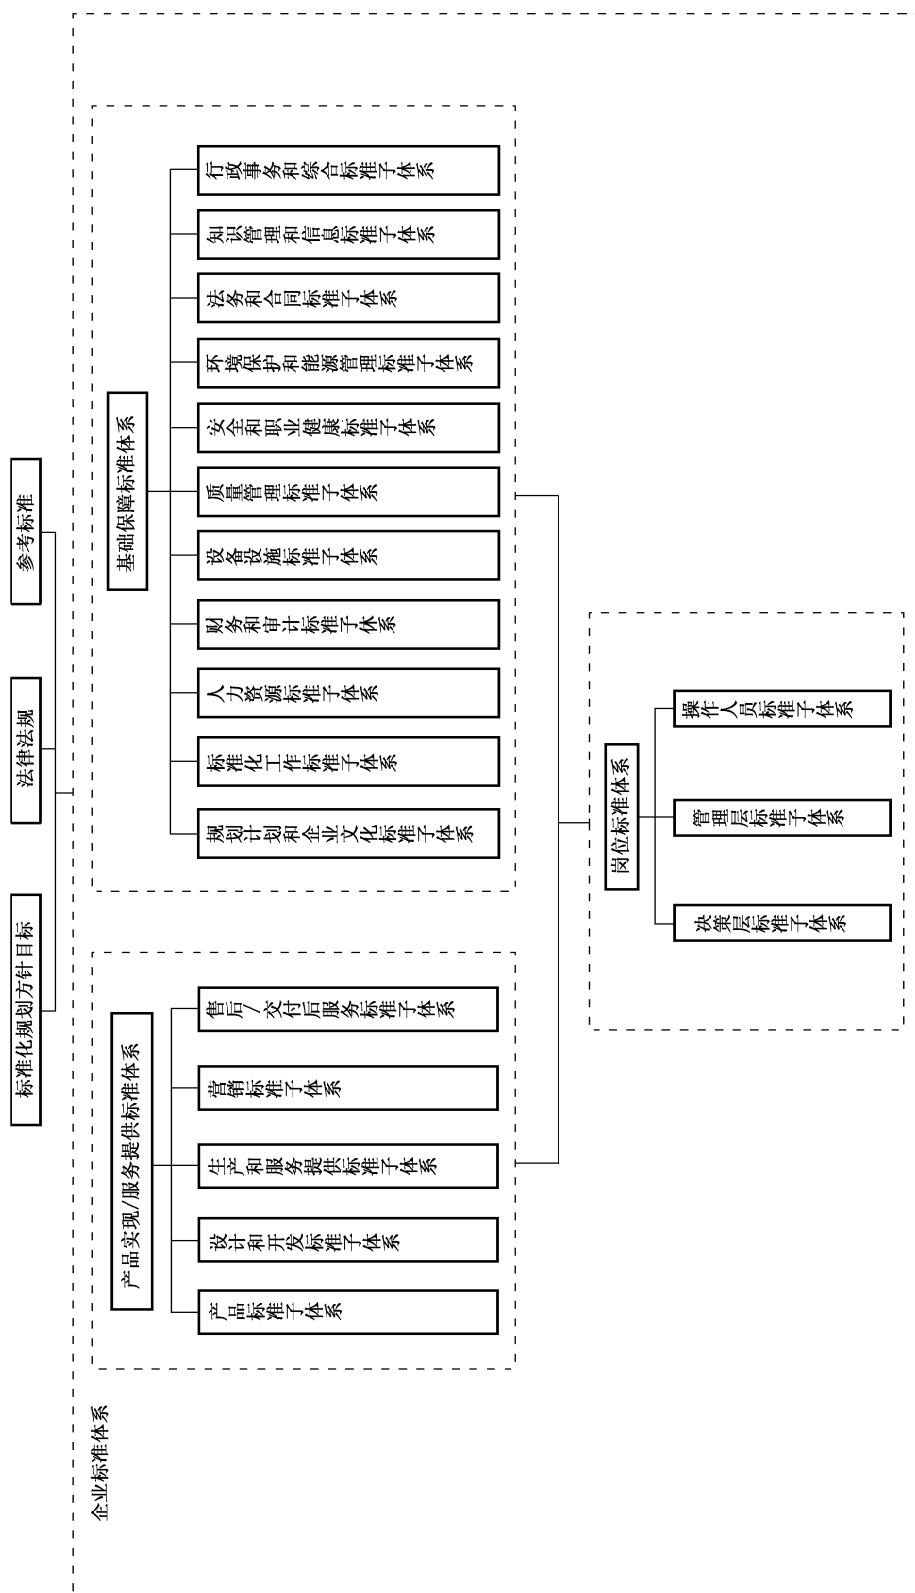 标准化规划方针目标
法律法规
参考标准
企业标准体系
产品实现/服务提供标准体系
产品标准子体系
设计和开发标准子体系
生产和服务提供标准子体系
营销标准子体系
售后/交付后服务标准子体系
基础保障标准体系
规划计划和企业文化标准子体系
标准化工作标准子体系
人力资源标准子体系
财务和审计标准子休系
设备设施标准子体系
质量管理标准子体系
安全和职业健康标准子体系
环境保护和能源管理标准子体系
法务和合同标准子体系
知识管理和信息标准子体系
行政事务和综合标准子体系
岗位标准体系
决策层标准子体系
管理层标准子体系
操作人员标准子体系